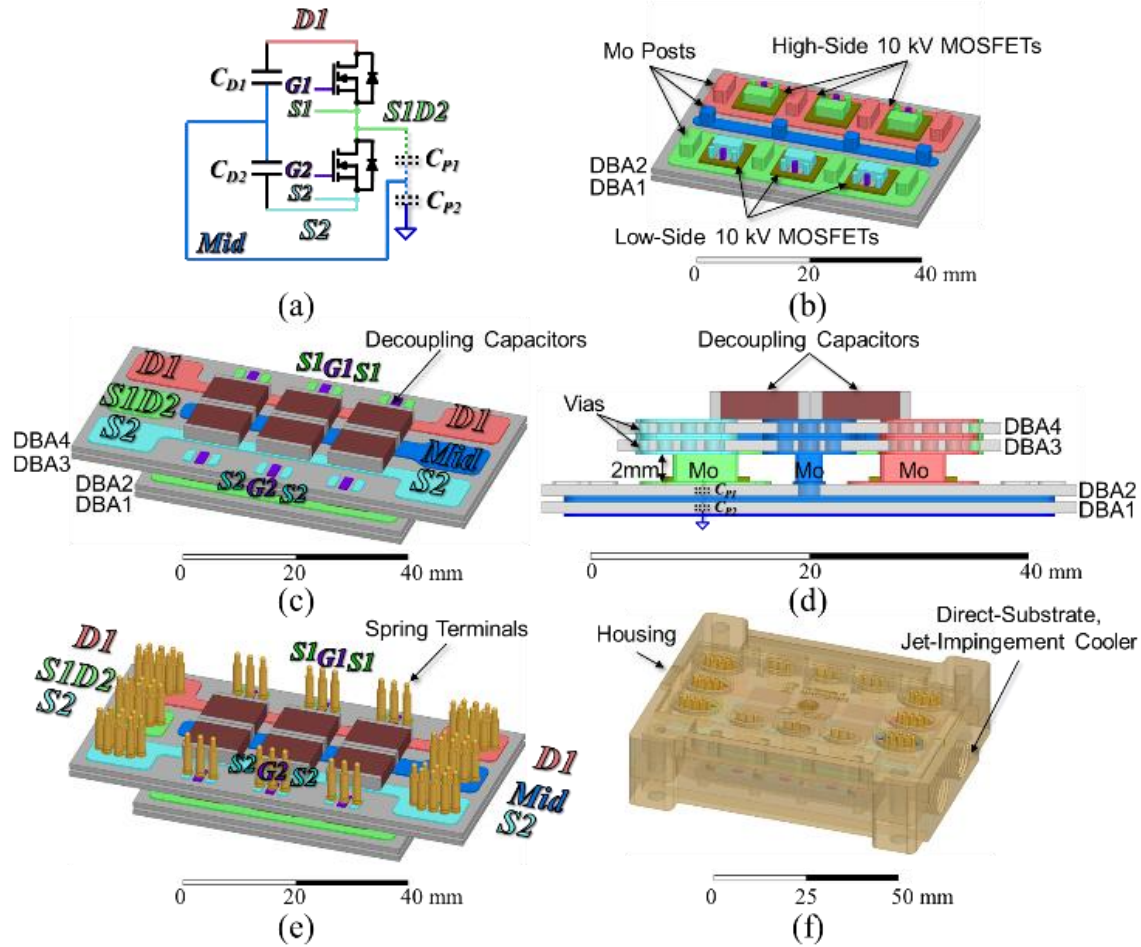 (a)
D1
C_D1
G1
S1
S1D2
C_P1
C_D2
G2
S2
C_P2
S2
Mid
Mo Posts
High-Side 10 kV MOSFETs
DBA2
DBA1
Low-Side 10 kV MOSFETs
0 20 40 mm
(b)
Decoupling Capacitors
D1
S1G1S1
S1D2
D1
S2
Mid
DBA4
DBA3
S2G2S2
S2
DBA2
DBA1
0 20 40 mm
(c)
Decoupling Capacitors
Vias
DBA4
DBA3
2mm
Mo Mo Mo
C_P1
DBA2
C_P2
DBA1
0 20 40 mm
(d)
D1
Spring Terminals
S1G1S1
S1D2
S2
S2G2S2
D1
Mid
S2
0 20 40 mm
(e)
Housing
Direct-Substrate,
Jet-Impingement Cooler
0 25 50 mm
(f)